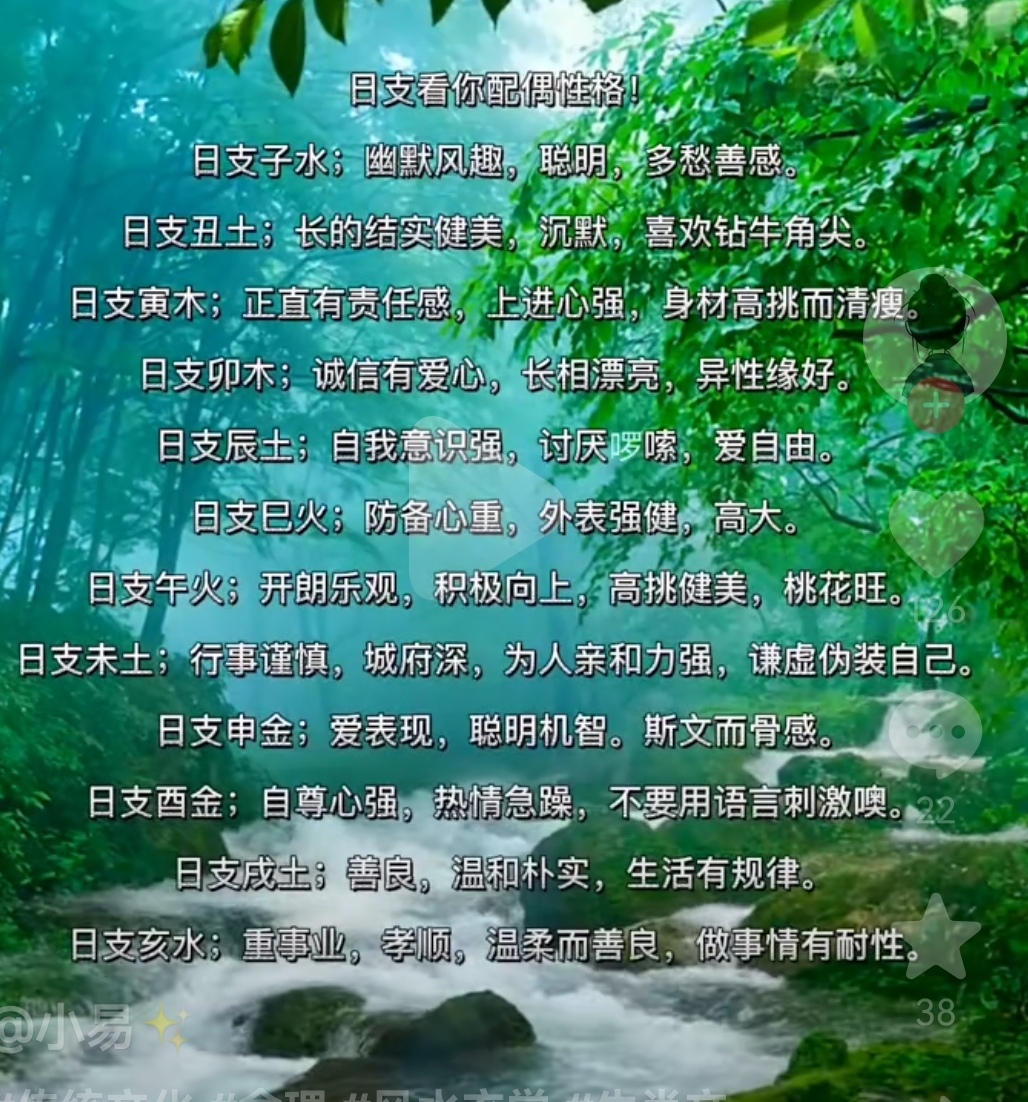 日支看你配偶性格!
日支子水；幽默风趣，聪明，多愁善感。
日支丑土；长的结实健美，沉默，喜欢钻牛角尖。
日支寅木；正直有责任感，上进心强，身材高挑而清瘦。
日支卯木；诚信有爱心，长相漂亮，异性缘好。
日支辰土；自我意识强，讨厌啰嗦，爱自由。
日支巳火；防备心重，外表强健，高大。
日支午火；开朗乐观，积极向上，高挑健美，桃花旺。
126
日支未土；行事谨慎，城府深，为人亲和力强，谦虚伪装自己。
日支申金；爱表现，聪明机智。斯文而骨感。
日支酉金；自尊心强，热情急躁，不要用语言刺激噢。
22
日支戌土；善良，温和朴实，生活有规律。
日支亥水；重事业，孝顺，温柔而善良，做事情有耐性。
38
@小易✨